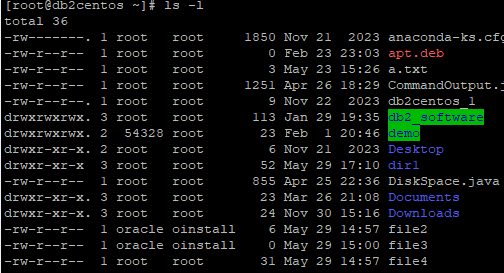 [root@db2centos ~]# ls -l
total 36
-rw-------. 1 root root 1850 Nov 21 2023 anaconda-ks.cfg
-rw-r--r-- 1 root root 0 Feb 23 23:03 apt.deb
-rw-r--r-- 1 root root 3 May 23 15:26 a.txt
-rw-r--r-- 1 root root 1251 Apr 26 18:29 CommandOutput.j
-rw-r--r--. 1 root root 9 Nov 22 2023 db2centos_l
drwxrwxrwx. 3 root root 113 Jan 29 19:35 db2_software
drwxrwxrwx. 2 54328 root 23 Feb 1 20:46 demo
drwxr-xr-x. 2 root root 6 Nov 21 2023 Desktop
drwxr-xr-x 3 root root 52 May 29 17:10 dir1
-rw-r--r-- 1 root root 855 Apr 25 22:36 DiskSpace.java
drwxr-xr-x. 3 root root 23 Mar 26 21:08 Documents
drwxr-xr-x. 3 root root 24 Nov 30 15:16 Downloads
-rw-r--r-- 1 oracle oinstall 6 May 29 14:57 file2
-rw-r--r-- 1 oracle oinstall 0 May 29 15:00 file3
-rw-r--r-- 1 root root 31 May 29 14:57 file4